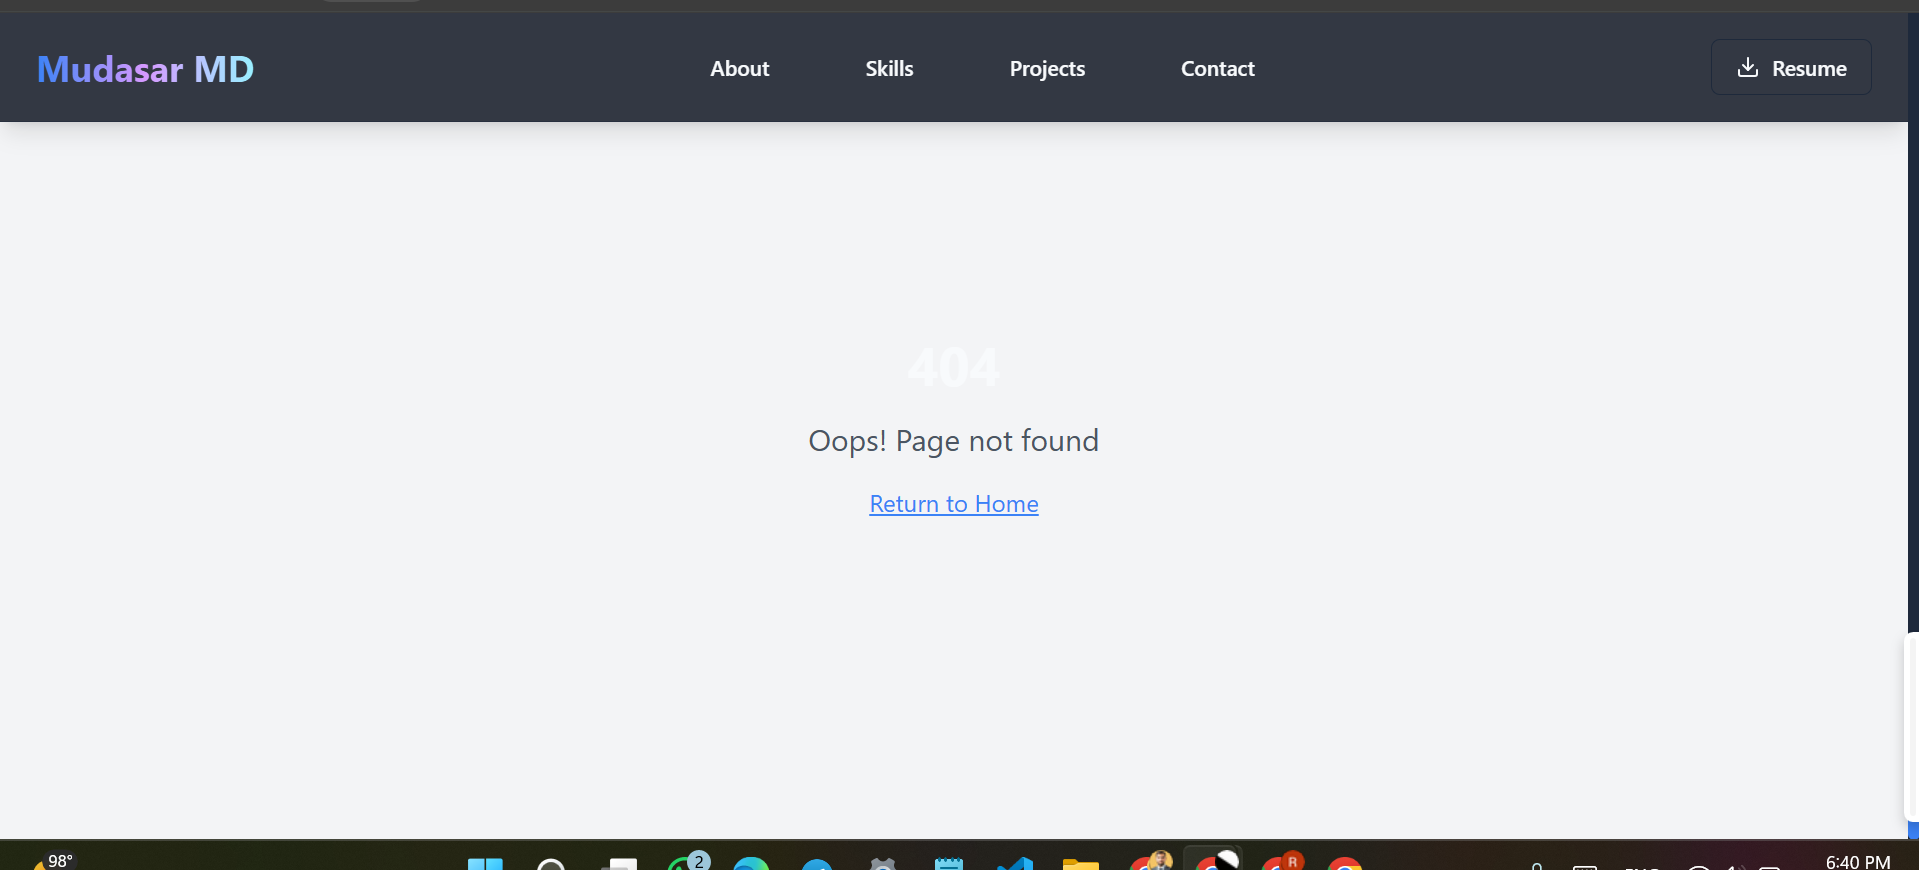 Mudasar MD
About
Skills
Projects
Contact
Resume
404
Oops! Page not found
Return to Home
98°
2
R
6:40 PM